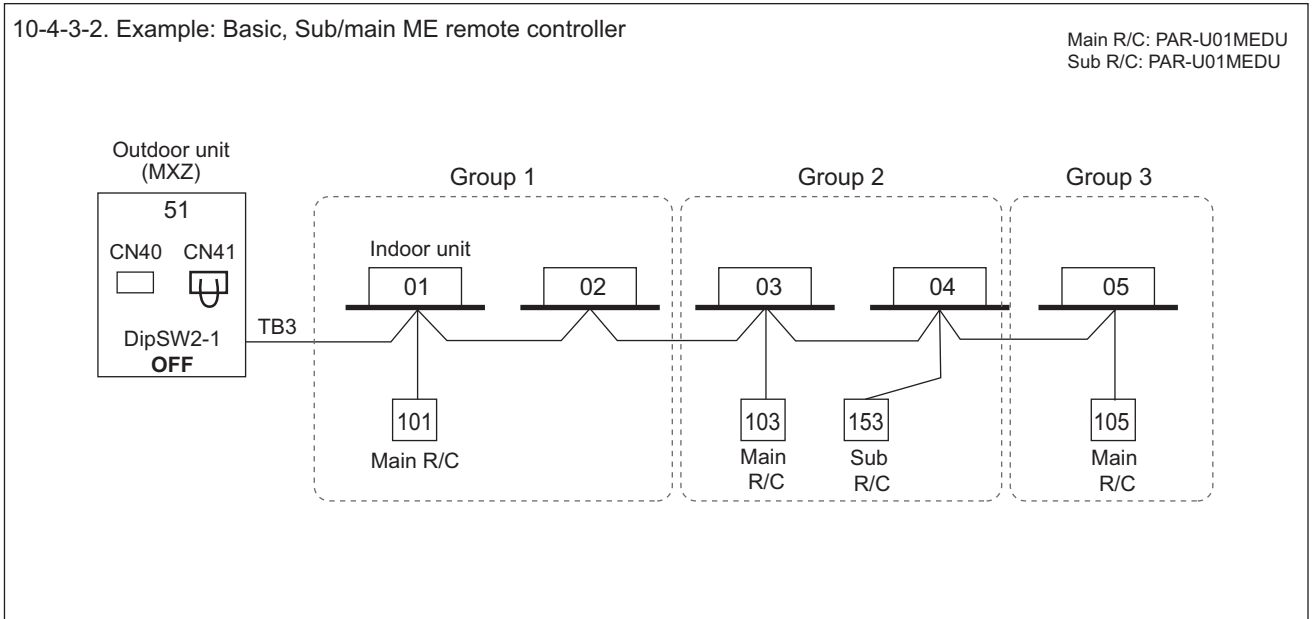 10-4-3-2. Example: Basic, Sub/main ME remote controller
Main R/C: PAR-U01MEDU
Sub R/C: PAR-U01MEDU
Outdoor unit
(MXZ)
51
CN40 CN41
DipSW2-1
OFF
TB3
Group 1
Group 2
Group 3
Indoor unit
01
02
03
04
05
101
Main R/C
103
Main
R/C
153
Sub
R/C
105
Main
R/C